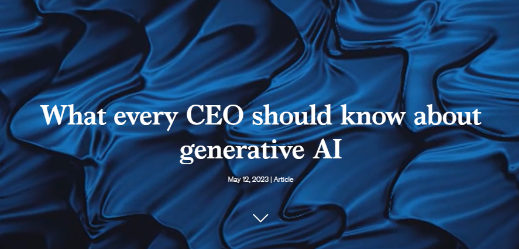 What every CEO should know about
generative AI
May 12, 2023 | Article